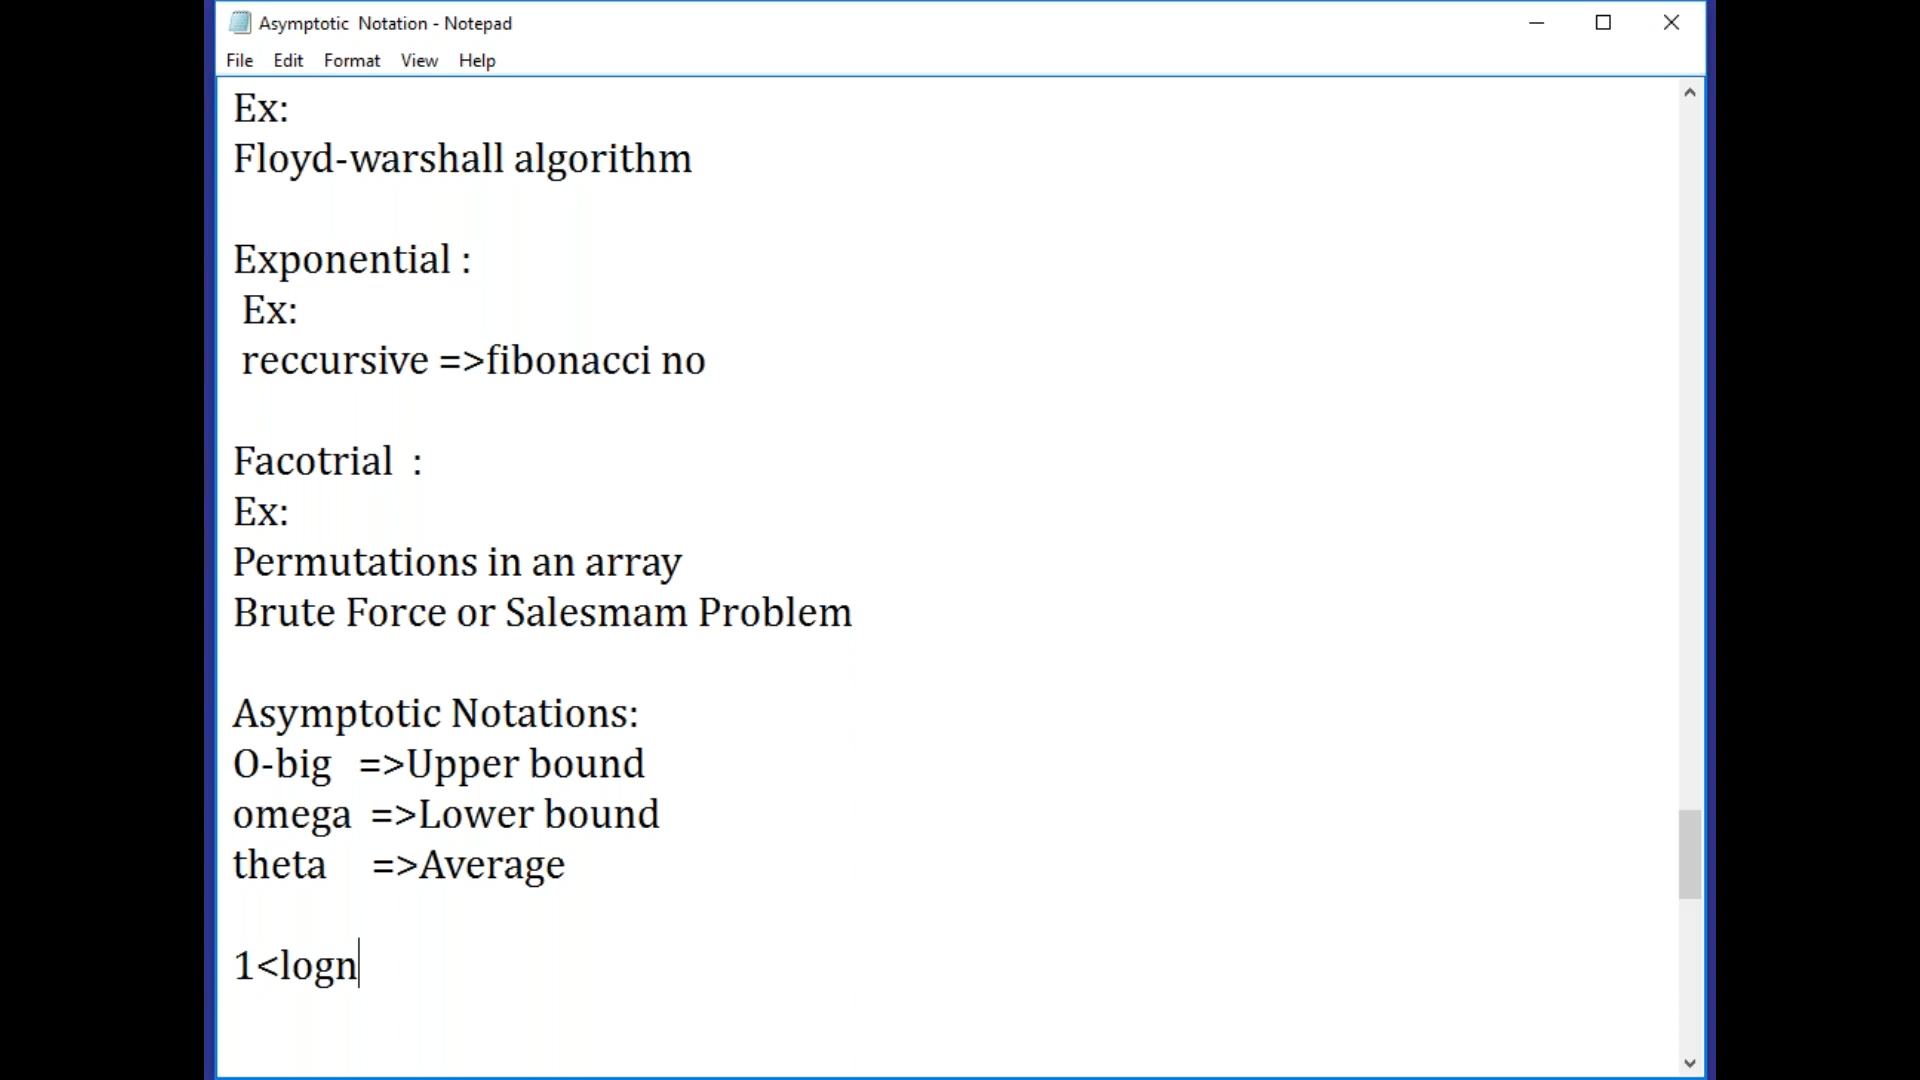 Asymptotic  Notation - Notepad
File Edit Format View Help
Ex:
Floyd-warshall algorithm
Exponential :
Ex:
reccursive =>fibonacci no
Facotrial  :
Ex:
Permutations in an array
Brute Force or Salesmam Problem
Asymptotic Notations:
O-big   =>Upper bound
omega  =>Lower bound
theta     =>Average
1<logn